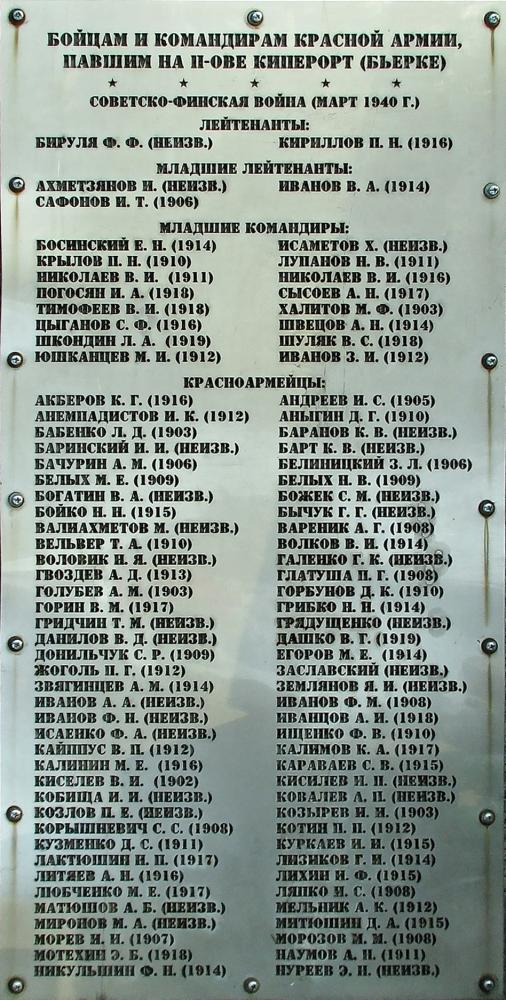 БОЙЦАМ И КОМАНДИРАМ КРАСНОЙ АРМИИ,
ПАВШИМ НА П-ОВЕ КИПЕРОРТ (БЬЕРКЕ)
★ ★ ★ ★ ★
СОВЕТСКО-ФИНСКАЯ ВОЙНА (МАРТ 1940 Г.)
ЛЕЙТЕНАНТЫ:
БИРУЛЯ Ф. Ф. (НЕИЗВ.) КИРИЛЛОВ П. Н. (1916)
МЛАДШИЕ ЛЕЙТЕНАНТЫ:
АХМЕТЗЯНОВ И. (НЕИЗВ.) ИВАНОВ В. А. (1914)
САФОНОВ И. Т. (1906)
МЛАДШИЕ КОМАНДИРЫ:
БОСИНСКИЙ Е. Н. (1914) ИСАМЕТОВ Х. (НЕИЗВ.)
КРЫЛОВ П. Н. (1910) ЛУПАНОВ Н. В. (1911)
НИКОЛАЕВ В. И. (1911) НИКОЛАЕВ В. И. (1916)
ПОГОСЯН И. А. (1918) СЫСОЕВ А. Н. (1917)
ТИМОФЕЕВ В. И. (1918) ХАЛИТОВ М. Ф. (1903)
ЦЫГАНОВ С. Ф. (1916) ШВЕЦОВ А. Н. (1914)
ШКОНДИН Л. А. (1919) ШУЛЯК В. С. (1918)
ЮШКАНЦЕВ М. И. (1912) ИВАНОВ З. И. (1912)
КРАСНОАРМЕЙЦЫ:
АКБЕРОВ К. Г. (1916) АНДРЕЕВ И. С. (1905)
АНЕМПАДИСТОВ И. К. (1912) АНЫГИН Д. Г. (1910)
БАБЕНКО Л. Д. (1903) БАРАНОВ К. В. (НЕИЗВ.)
БАРИНСКИЙ И. И. (НЕИЗВ.) БАРТ К. В. (НЕИЗВ.)
БАЧУРИН А. М. (1906) БЕЛИНИЦКИЙ З. Л. (1906)
БЕЛЫХ М. Е. (1909) БЕЛЫХ Н. В. (1909)
БОГАТИН В. А. (НЕИЗВ.) БОЖЕК С. М. (НЕИЗВ.)
БОЙКО Н. Н. (1915) БЫЧУК Г. Г. (НЕИЗВ.)
ВАЛИАХМЕТОВ М. (НЕИЗВ.) ВАРЕНИК А. Г. (1908)
ВЕЛЬВЕР Т. А. (1910) ВОЛКОВ В. И. (1914)
ВОЛОВИК Н. Я. (НЕИЗВ.) ГАЛЕНКО Г. К. (НЕИЗВ.)
ГВОЗДЕВ А. Д. (1913) ГЛАТУША П. Г. (1908)
ГОЛУБЕВ А. М. (1903) ГОРБУНОВ Д. К. (1910)
ГОРИН В. М. (1917) ГРИБКО Н. Н. (1914)
ГРИДЧИН Т. М. (НЕИЗВ.) ГРЯДУЩЕНКО (НЕИЗВ.)
ДАНИЛОВ В. Д. (НЕИЗВ.) ДАШКО В. Г. (1919)
ДОНИЛЬЧУК С. Р. (1909) ЕГОРОВ М. Е. (1914)
ЖОГОЛЬ П. Г. (1912) ЗАСЛАВСКИЙ (НЕИЗВ.)
ЗВЯГИНЦЕВ А. М. (1914) ЗЕМЛЯНОВ Я. И. (НЕИЗВ.)
ИВАНОВ А. А. (НЕИЗВ.) ИВАНОВ Ф. М. (1908)
ИВАНОВ Ф. Н. (НЕИЗВ.) ИВАНЦОВ А. И. (1918)
ИСАЕНКО Ф. А. (НЕИЗВ.) ИЩЕНКО Ф. В. (1910)
КАЙППУС В. П. (1912) КАЛИМОВ К. А. (1917)
КАЛИНИН М. Е. (1916) КАРАВАЕВ С. В. (1915)
КИСЕЛЕВ В. И. (1902) КИСИЛЕВ И. П. (НЕИЗВ.)
КОБИЩА И. И. (НЕИЗВ.) КОВАЛЕВ А. П. (НЕИЗВ.)
КОЗЛОВ П. Е. (НЕИЗВ.) КОЗЫРЕВ И. И. (1903)
КОРЫШНЕВИЧ С. С. (1908) КОТИН П. П. (1912)
КУЗМЕНКО Д. С. (1911) КУРКАЕВ И. И. (1915)
ЛАКТЮШИН Н. П. (1917) ЛИЗИКОВ Г. И. (1914)
ЛИТЯЕВ А. Н. (1916) ЛИХИН И. Ф. (1915)
ЛЮБЧЕНКО М. Е. (1917) ЛЯПКО И. С. (1908)
МАТЮШОВ А. Б. (НЕИЗВ.) МЕЛЬНИК А. К. (1912)
МИРОНОВ М. А. (НЕИЗВ.) МИТЮШИН Д. А. (1915)
МОРЕВ И. И. (1907) МОРОЗОВ М. М. (1908)
МОТЕХИН Э. Б. (1918) НАУМОВ А. П. (1911)
НИКУЛЬШИН Ф. Н. (1914) НУРЕЕВ Э. Н. (НЕИЗВ.)